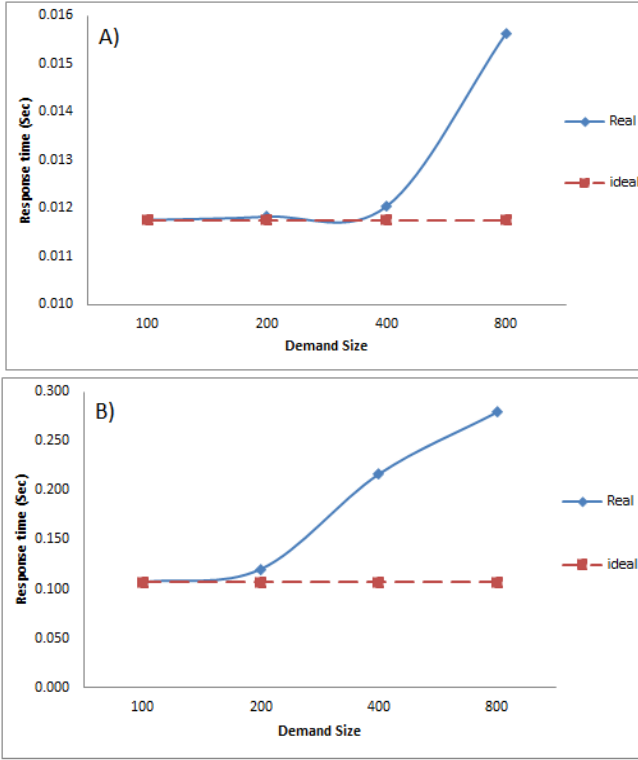 A)
Response time (Sec)
0.016
0.015
0.014
0.013
0.012
0.011
0.010
100 200 400 800
Demand Size
Real
ideal
B)
Response time (Sec)
0.300
0.250
0.200
0.150
0.100
0.050
0.000
100 200 400 800
Demand Size
Real
ideal